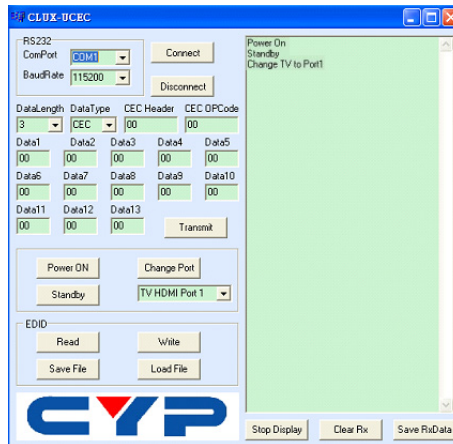 CLUX-UCEC
RS232
ComPort
COM1
BaudRate
115200
Connect
Disconnect
DataLength DataType CEC Header CEC OPCode
3 CEC 00 00
Data1 Data2 Data3 Data4 Data5
00 00 00 00 00
Data6 Data7 Data8 Data9 Data10
00 00 00 00 00
Data11 Data12 Data13
00 00 00
Transmit
Power ON
Change Port
Standby
TV HDMI Port 1
EDID
Read
Write
Save File
Load File
CYP
Power On
Standby
Change TV to Port1
Stop Display
Clear Rx
Save RxData